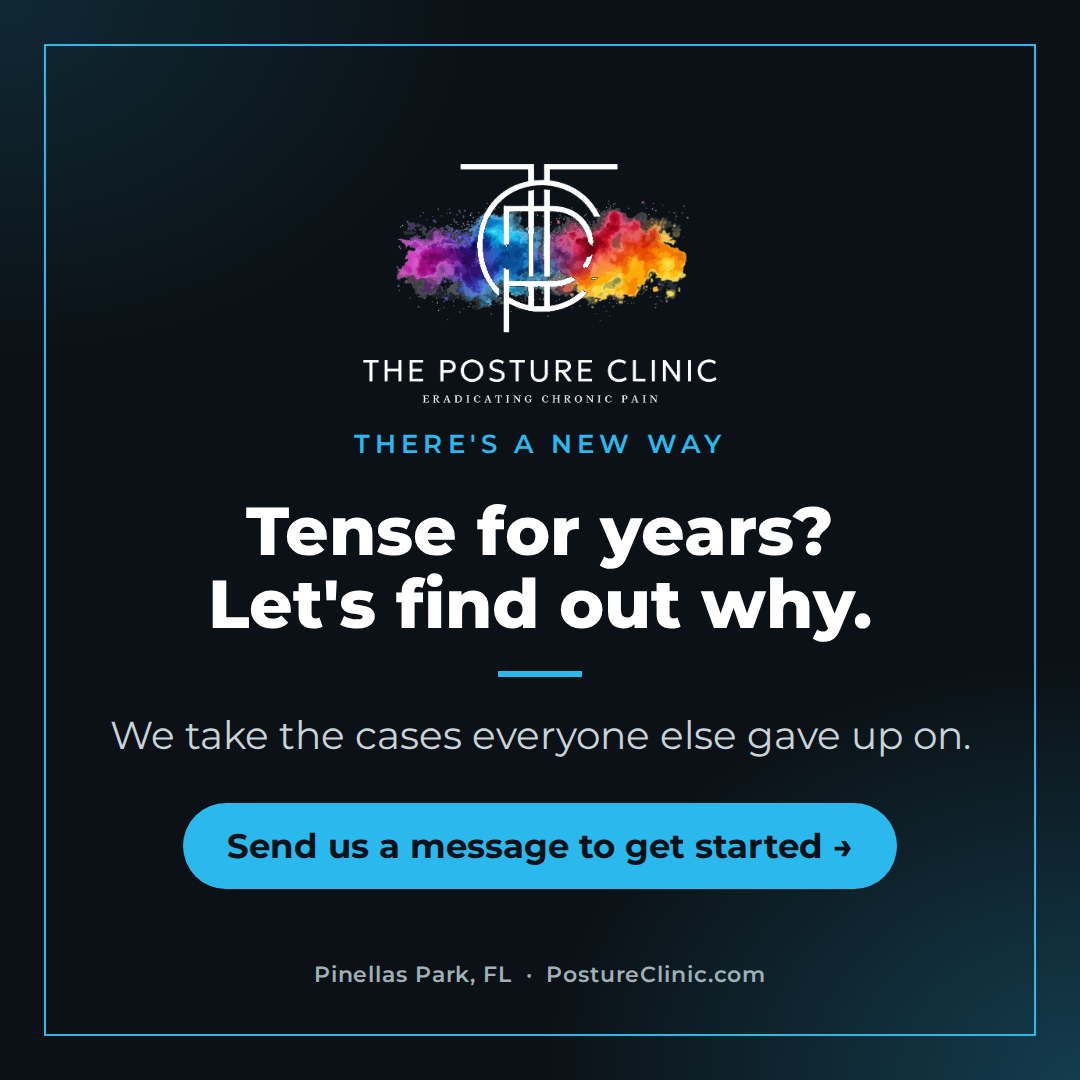 THE POSTURE CLINIC
ERADICATING CHRONIC PAIN
THERE'S A NEW WAY
Tense for years?
Let's find out why.
We take the cases everyone else gave up on.
Send us a message to get started →
Pinellas Park, FL · PostureClinic.com